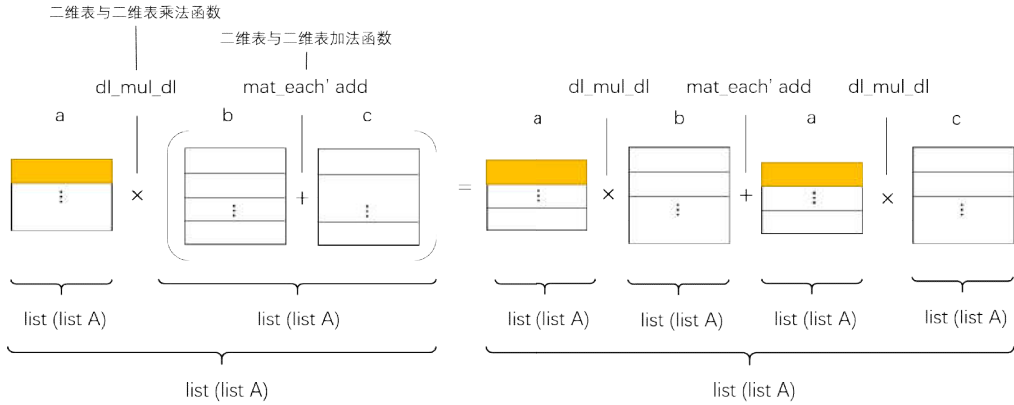 二维表与二维表乘法函数
二维表与二维表加法函数
dl_mul_dl mat_each' add dl_mul_dl mat_each' add dl_mul_dl
a b c a b a c
× + = × + ×
list (list A) list (list A) list (list A) list (list A) list (list A) list (list A)
list (list A) list (list A)